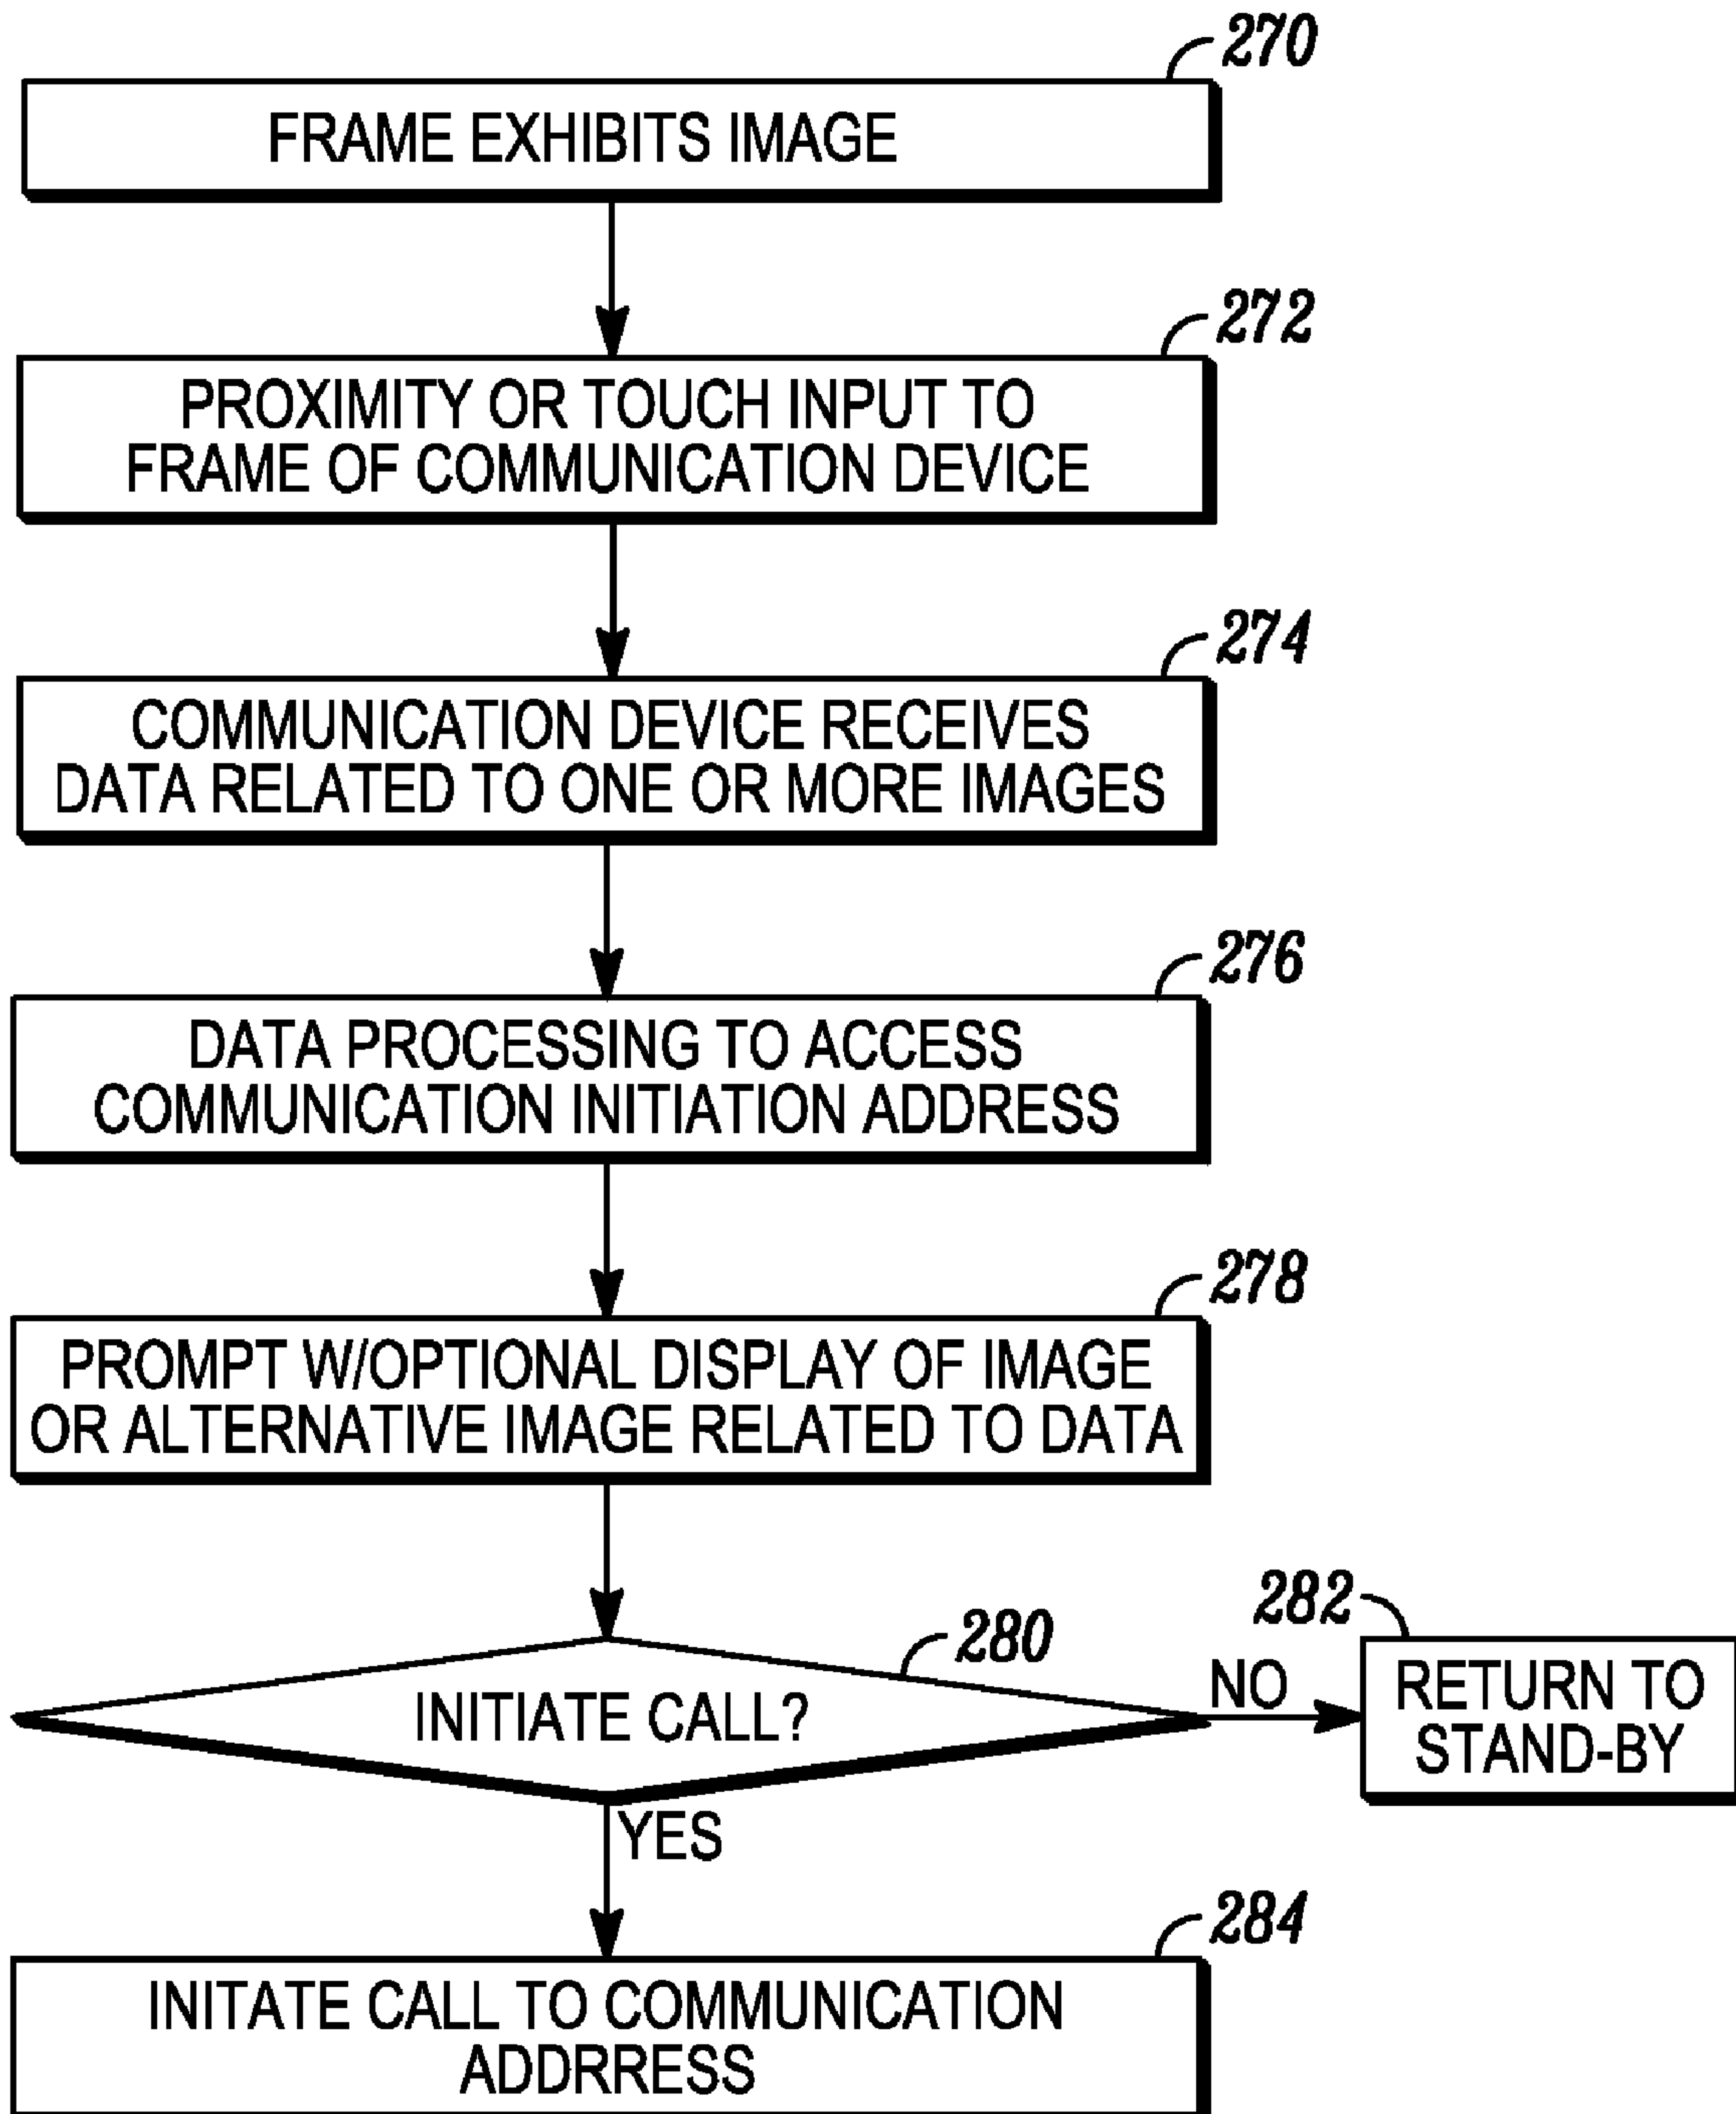 270
FRAME EXHIBITS IMAGE
272
PROXIMITY OR TOUCH INPUT TO
FRAME OF COMMUNICATION DEVICE
274
COMMUNICATION DEVICE RECEIVES
DATA RELATED TO ONE OR MORE IMAGES
276
DATA PROCESSING TO ACCESS
COMMUNICATION INITIATION ADDRESS
278
PROMPT W/OPTIONAL DISPLAY OF IMAGE
OR ALTERNATIVE IMAGE RELATED TO DATA
280
INITIATE CALL?
NO
282
RETURN TO
STAND-BY
YES
284
INITATE CALL TO COMMUNICATION
ADDRRESS